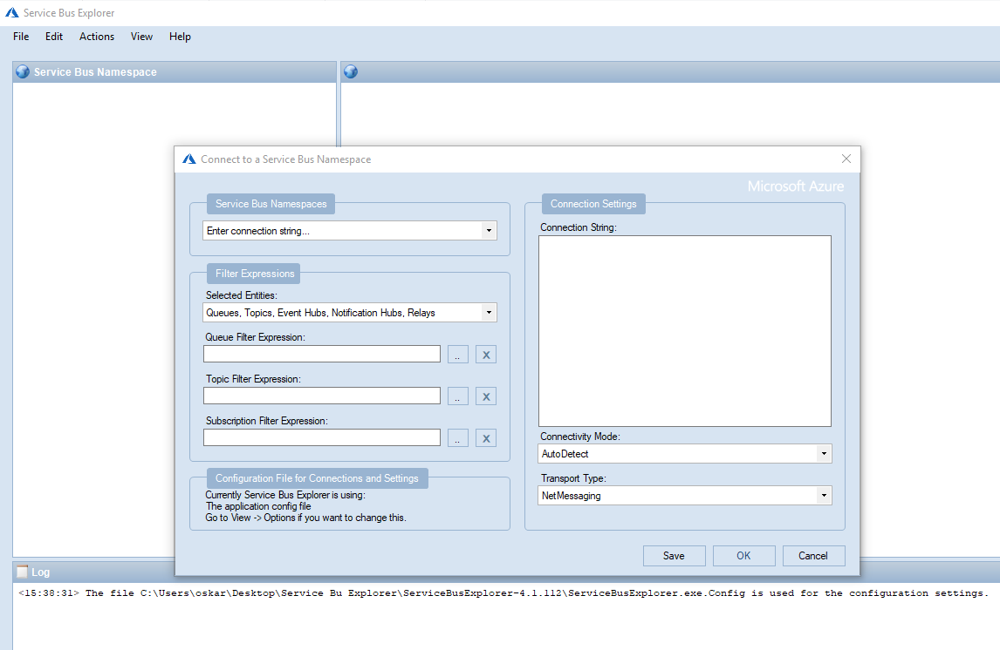 Service Bus Explorer
File Edit Actions View Help
Service Bus Namespace
Connect to a Service Bus Namespace
Microsoft Azure
Service Bus Namespaces
Enter connection string...
Filter Expressions
Selected Entities:
Queues, Topics, Event Hubs, Notification Hubs, Relays
Queue Filter Expression:
.. X
Topic Filter Expression:
.. X
Subscription Filter Expression:
.. X
Configuration File for Connections and Settings
Currently Service Bus Explorer is using:
The application config file
Go to View -> Options if you want to change this.
Connection Settings
Connection String:
Connectivity Mode:
AutoDetect
Transport Type:
NetMessaging
Save OK Cancel
Log
<15:38:31> The file C:\Users\oskar\Desktop\Service Bu Explorer\ServiceBusExplorer-4.1.112\ServiceBusExplorer.exe.Config is used for the configuration settings.